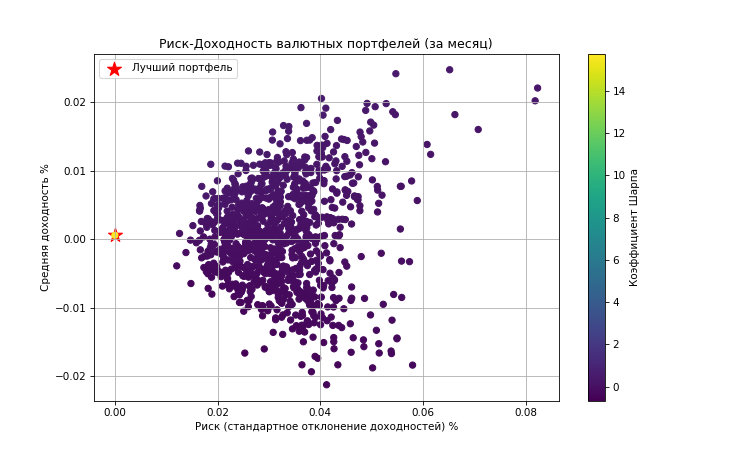 Риск-Доходность валютных портфелей (за месяц)
Лучший портфель
Средняя доходность %
0.02
0.01
0.00
−0.01
−0.02
0.00 0.02 0.04 0.06 0.08
Риск (стандартное отклонение доходностей) %
14
12
10
8
6
4
2
0
Коэффициент Шарпа